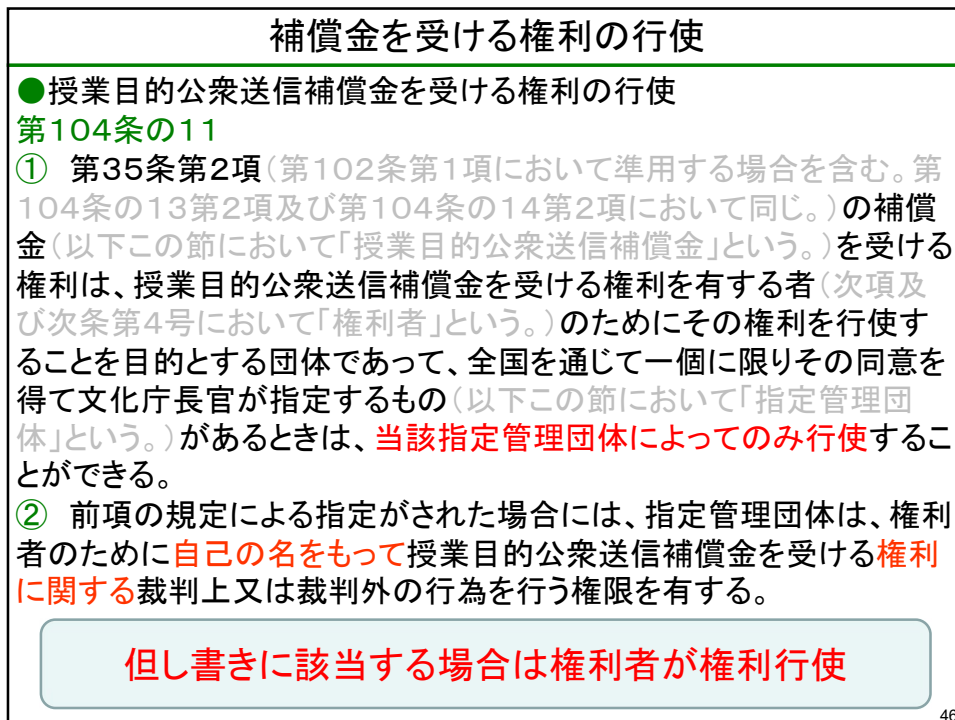 補償金を受ける権利の行使
●授業目的公衆送信補償金を受ける権利の行使
第104条の11
① 第35条第2項(第102条第1項において準用する場合を含む。第
104条の13第2項及び第104条の14第2項において同じ。)の補償
金(以下この節において「授業目的公衆送信補償金」という。)を受ける
権利は、授業目的公衆送信補償金を受ける権利を有する者(次項及
び次条第4号において「権利者」という。)のためにその権利を行使す
ることを目的とする団体であって、全国を通じて一個に限りその同意を
得て文化庁長官が指定するもの(以下この節において「指定管理団
体」という。)があるときは、当該指定管理団体によってのみ行使するこ
とができる。
② 前項の規定による指定がされた場合には、指定管理団体は、権利
者のために自己の名をもって授業目的公衆送信補償金を受ける権利
に関する裁判上又は裁判外の行為を行う権限を有する。
但し書きに該当する場合は権利者が権利行使
46